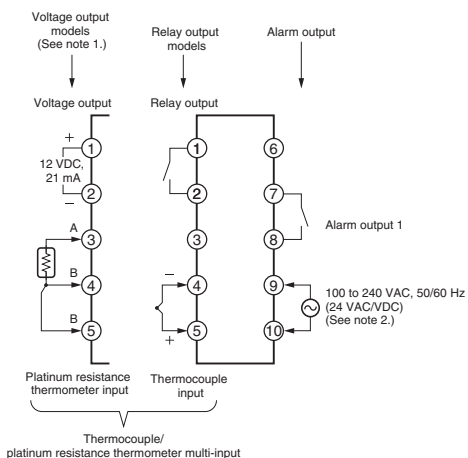 Voltage output
models
(See note 1.)
Relay output
models
Alarm output
Voltage output
Relay output
+
12 VDC,
21 mA
−
1
2
A
3
B
4
B
5
1
2
3
−
4
+
5
6
7
8
Alarm output 1
9
10
100 to 240 VAC, 50/60 Hz
(24 VAC/VDC)
(See note 2.)
Platinum resistance
thermometer input
Thermocouple
input
Thermocouple/
platinum resistance thermometer multi-input